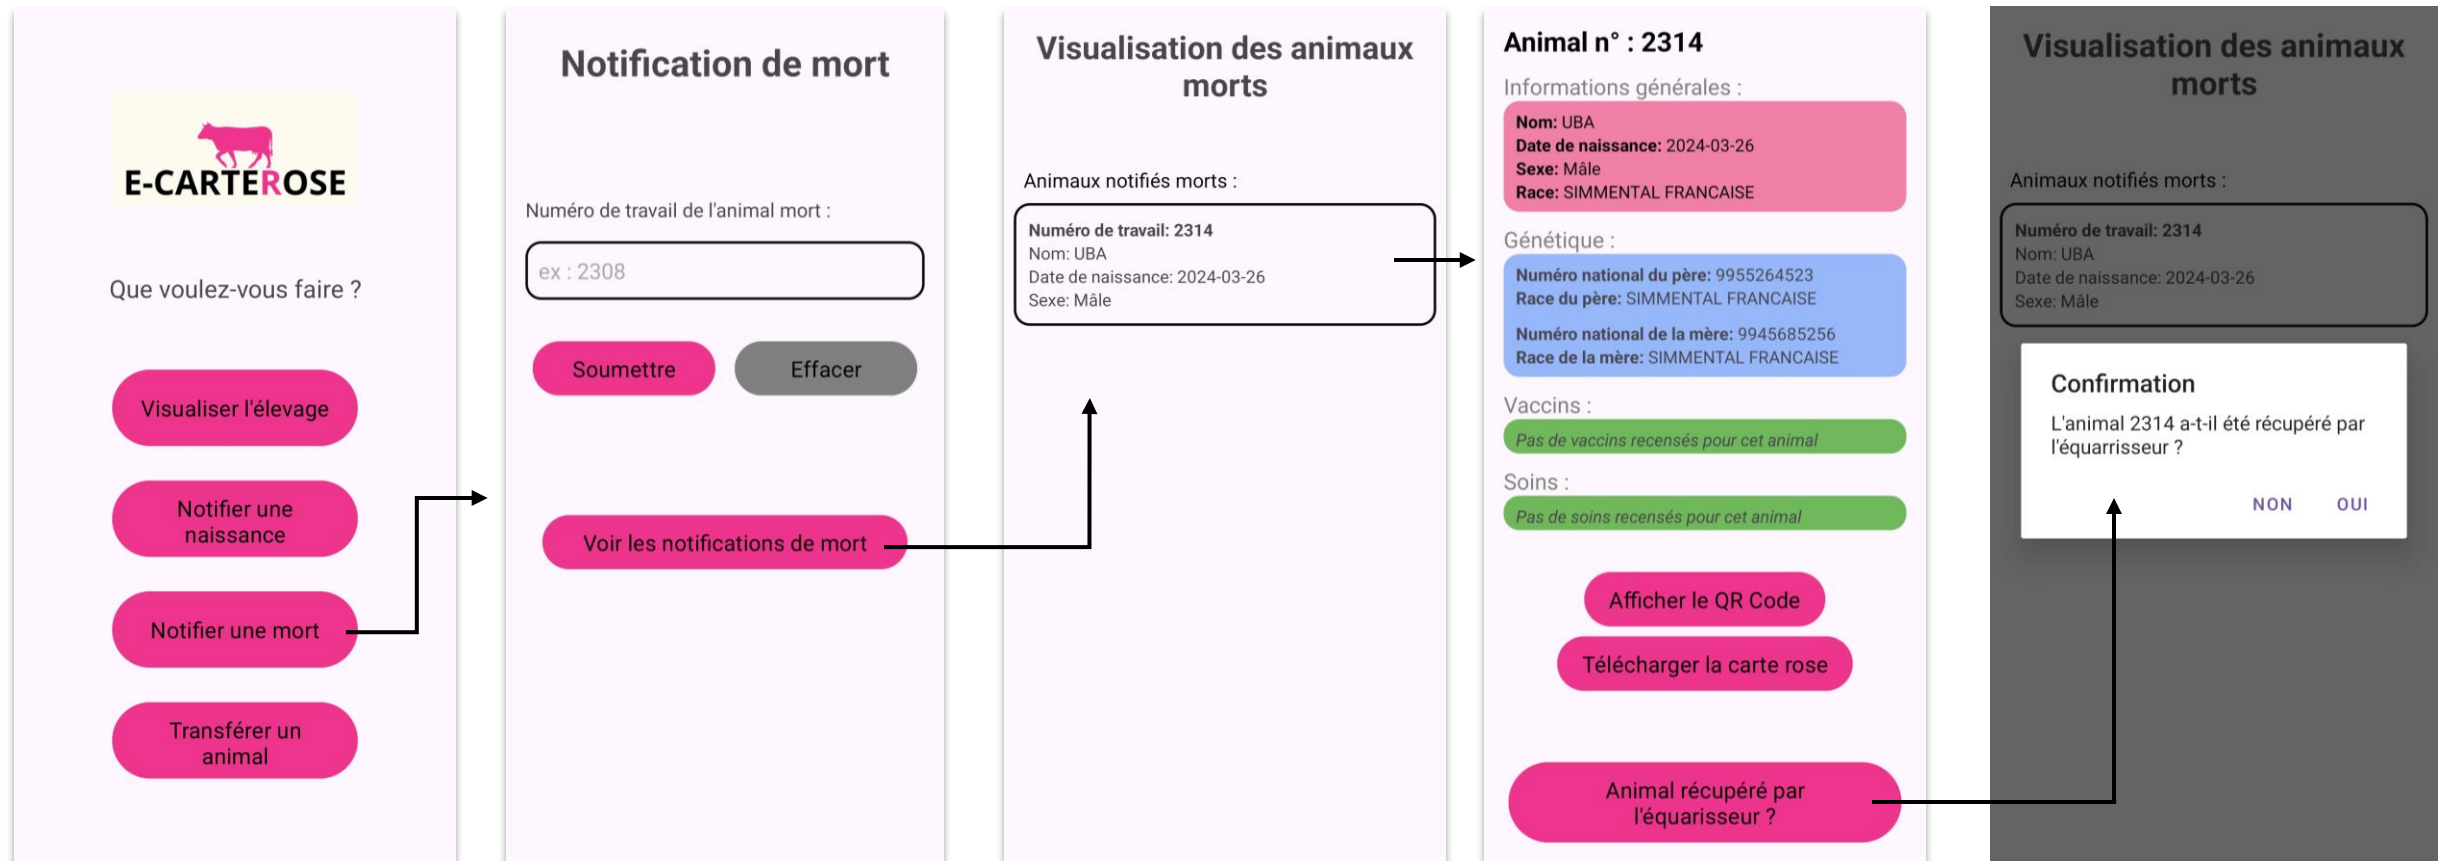 E-CARTEROSE
Que voulez-vous faire ?
Visualiser l'élevage
Notifier une
naissance
Notifier une mort
Transférer un
animal
Notification de mort
Numéro de travail de l'animal mort :
ex : 2308
Soumettre
Effacer
Voir les notifications de mort
Visualisation des animaux
morts
Animaux notifiés morts :
Numéro de travail: 2314
Nom: UBA
Date de naissance: 2024-03-26
Sexe: Mâle
Animal n° : 2314
Informations générales :
Nom: UBA
Date de naissance: 2024-03-26
Sexe: Mâle
Race: SIMMENTAL FRANCAISE
Génétique :
Numéro national du père: 9955264523
Race du père: SIMMENTAL FRANCAISE
Numéro national de la mère: 9945685256
Race de la mère: SIMMENTAL FRANCAISE
Vaccins :
Pas de vaccins recensés pour cet animal
Soins :
Pas de soins recensés pour cet animal
Afficher le QR Code
Télécharger la carte rose
Animal récupéré par
l'équarisseur ?
Visualisation des animaux
morts
Animaux notifiés morts :
Numéro de travail: 2314
Nom: UBA
Date de naissance: 2024-03-26
Sexe: Mâle
Confirmation
L'animal 2314 a-t-il été récupéré par
l'équarrisseur ?
NON
OUI